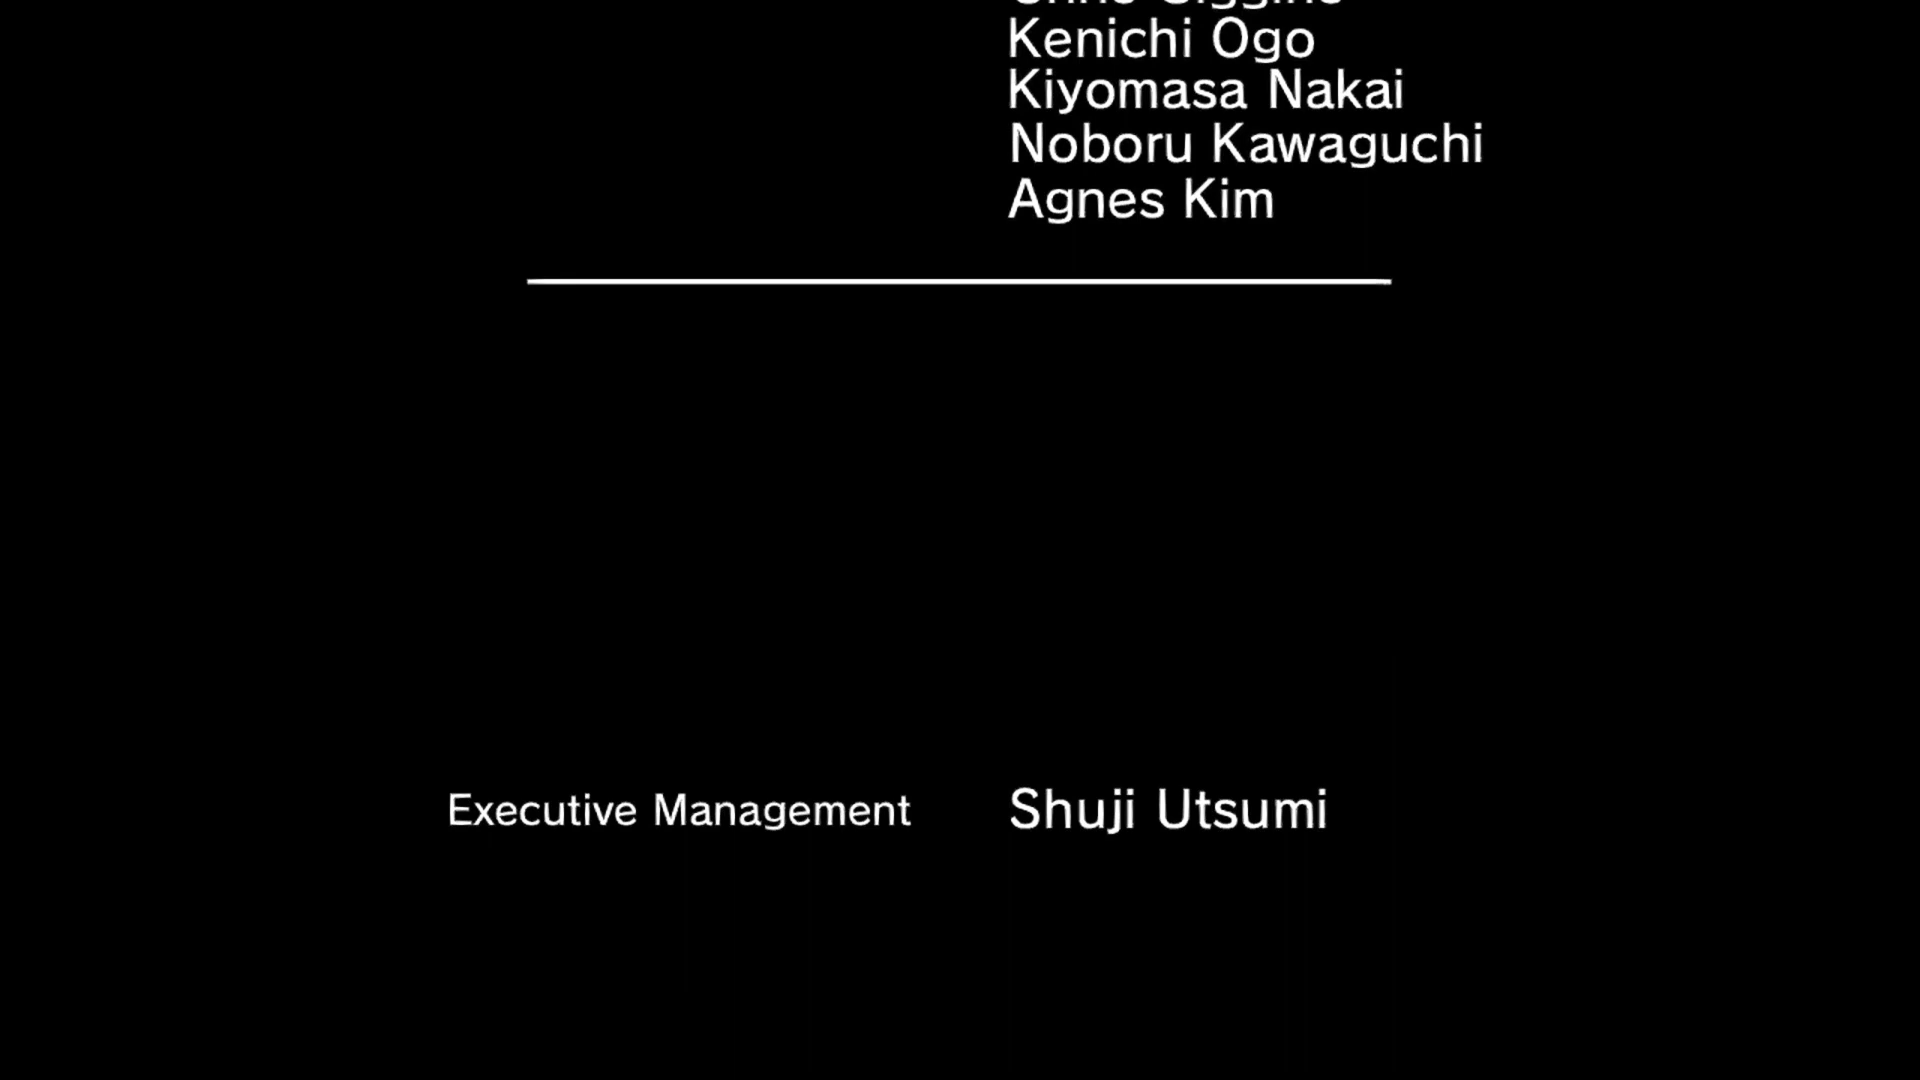 Kenichi Ogo
Kiyomasa Nakai
Noboru Kawaguchi
Agnes Kim
Executive Management Shuji Utsumi